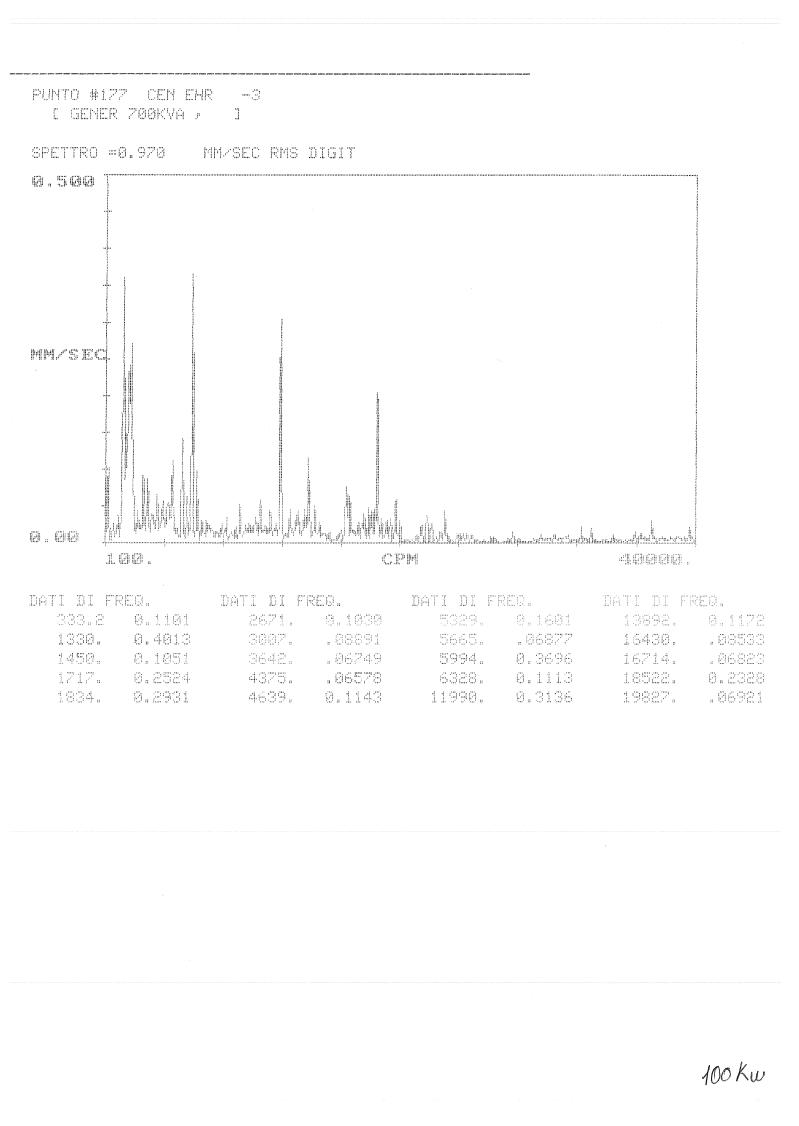 PUNTO #177 CEN EHR -3
[ GENER 700KVA , ]
SPETTRO =0.970 MM/SEC RMS DIGIT
0.500
MM/SEC
0.00
100. CPM 40000.
DATI DI FREQ. DATI DI FREQ. DATI DI FREQ. DATI DI FREQ.
333.2 0.1101 2671. 0.1030 5329. 0.1601 13892. 0.1172
1330. 0.4013 3007. .08891 5665. .06877 16430. .08533
1450. 0.1051 3642. .06749 5994. 0.3696 16714. .06823
1717. 0.2524 4375. .06578 6328. 0.1113 18522. 0.2328
1834. 0.2931 4639. 0.1143 11990. 0.3136 19827. .06921
100 Kw